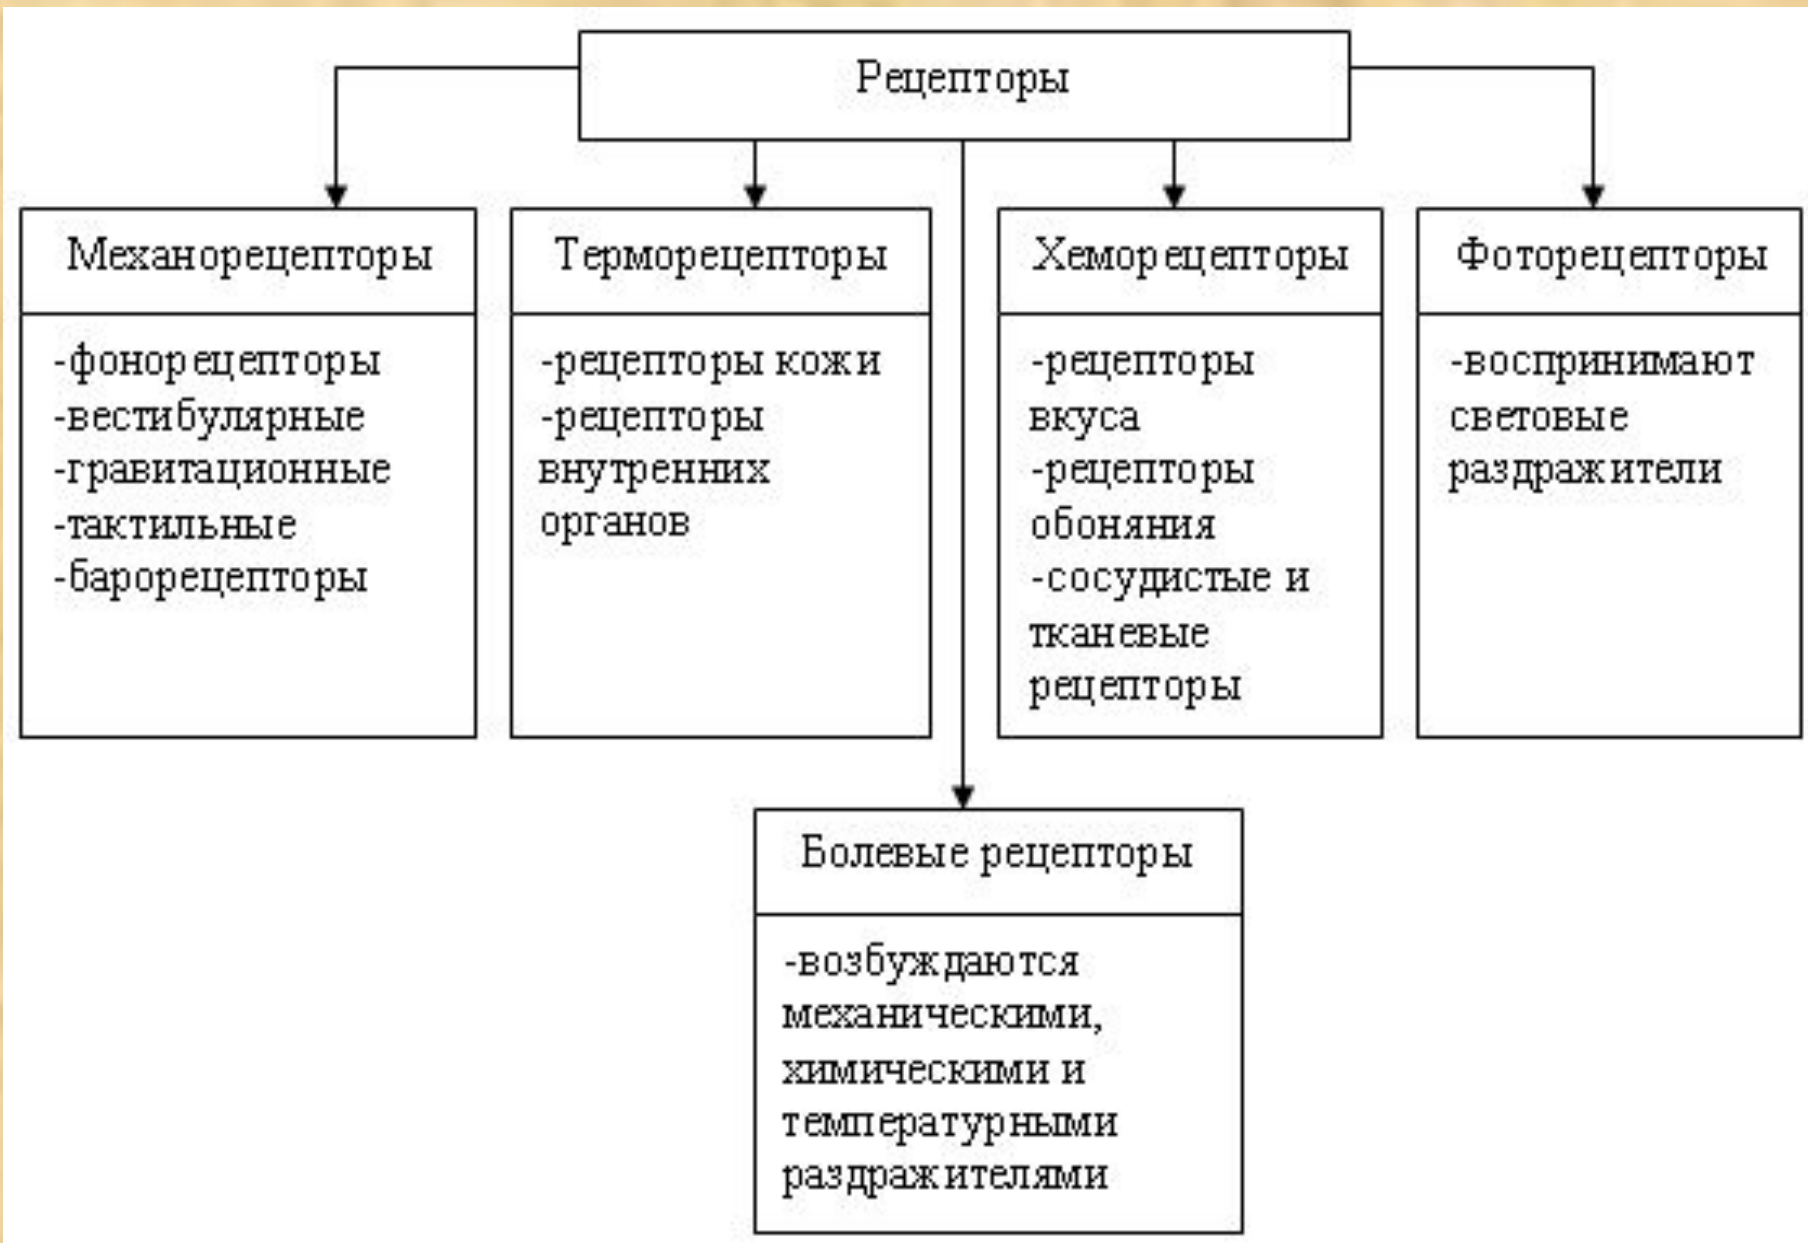 Рецепторы
Механорецепторы
-фонорецепторы
-вестибулярные
-гравитационные
-тактильные
-барорецепторы
Терморецепторы
-рецепторы кожи
-рецепторы
внутренних
органов
Хеморецепторы
-рецепторы
вкуса
-рецепторы
обоняния
-сосудистые и
тканевые
рецепторы
Фоторецепторы
-воспринимают
световые
раздражители
Болевые рецепторы
-возбуждаются
механическими,
химическими и
температурными
раздражителями